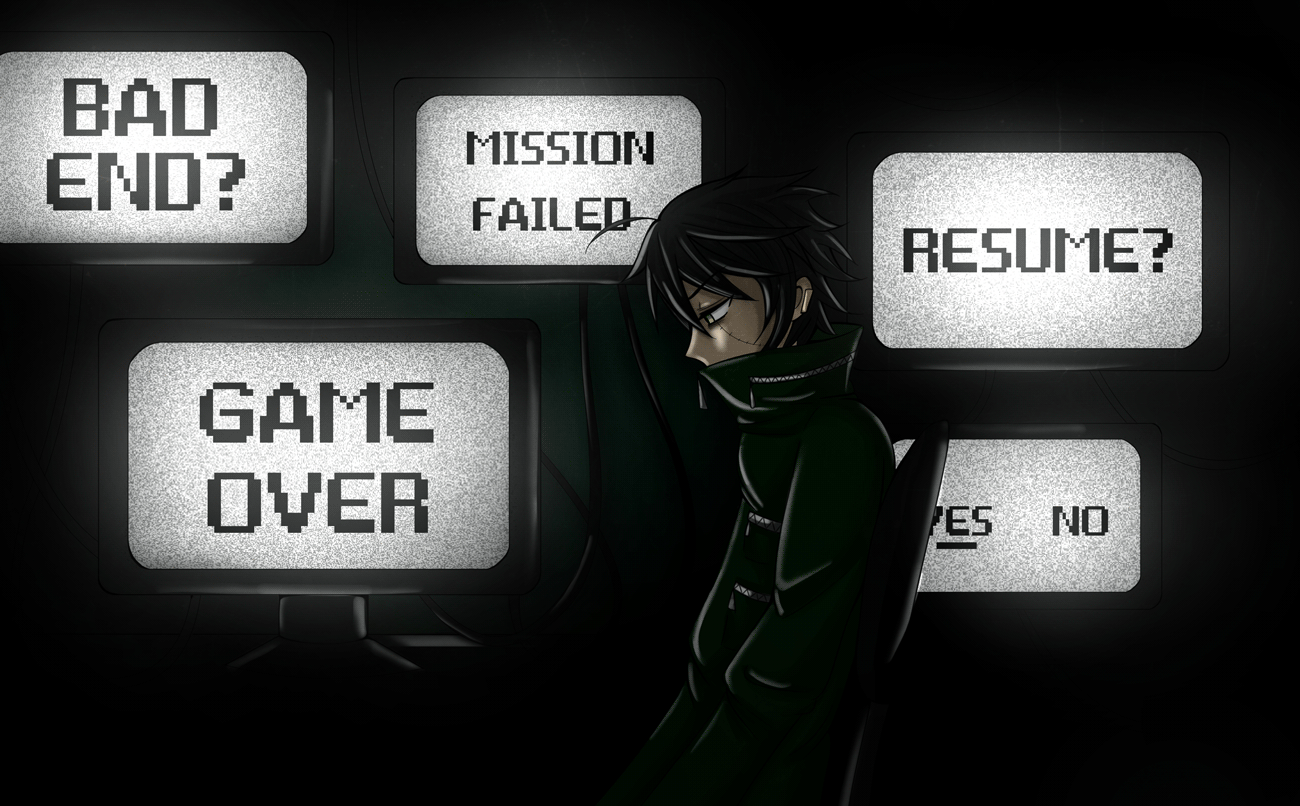 BAD
END?
MISSION
FAILED
RESUME?
GAME
OVER
YES NO